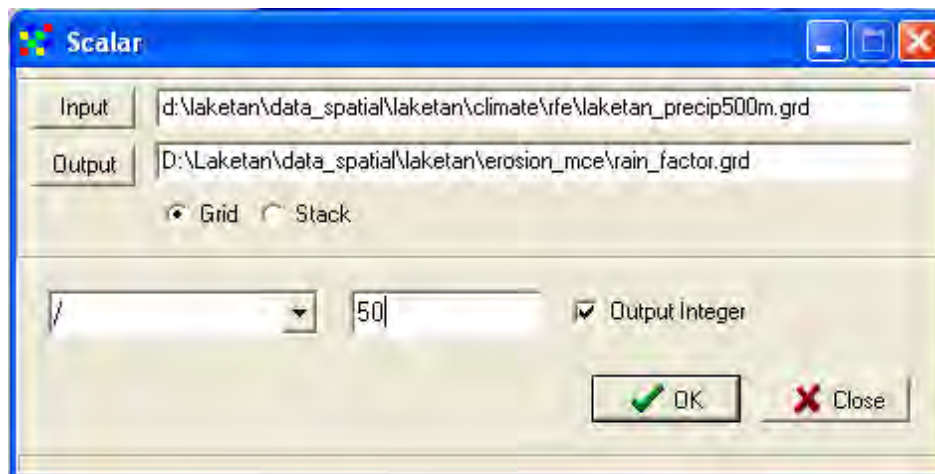 Scalar
Input d:\laketan\data_spatial\laketan\climate\rfe\laketan_precip500m.grd
Output D:\Laketan\data_spatial\laketan\erosion_mce\rain_factor.grd
Grid Stack
/ 50 Output Integer
OK Close